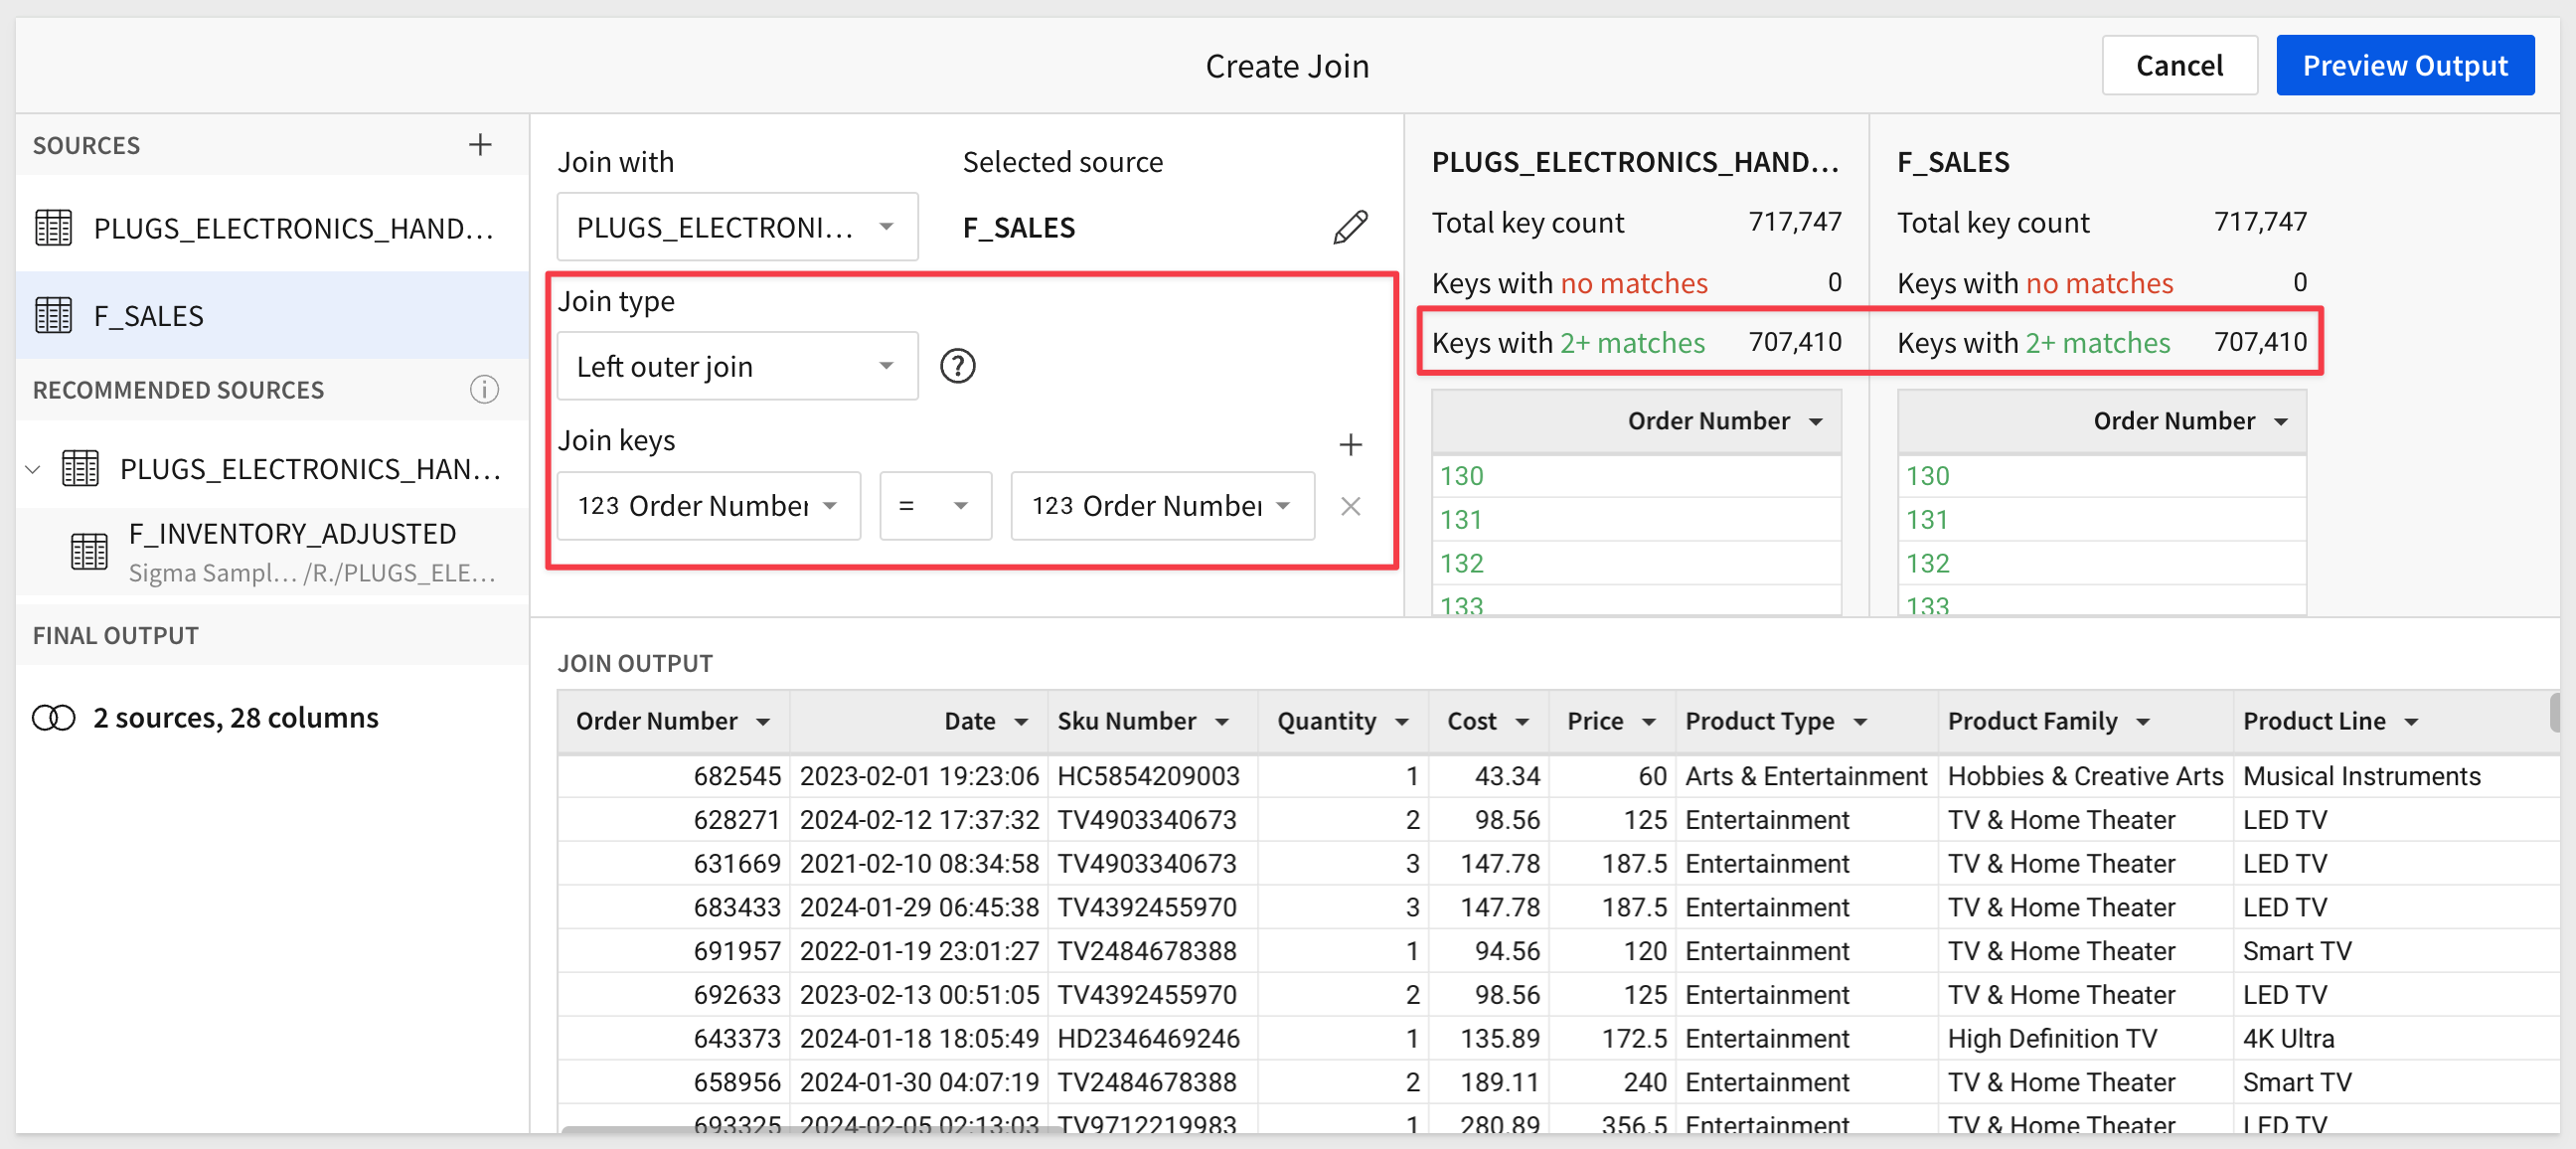 Create Join
Cancel
Preview Output
SOURCES
PLUGS_ELECTRONICS_HAND...
F_SALES
RECOMMENDED SOURCES
PLUGS_ELECTRONICS_HAN...
F_INVENTORY_ADJUSTED
Sigma Sampl... /R./PLUGS_ELE...
FINAL OUTPUT
2 sources, 28 columns
Join with
PLUGS_ELECTRONI...
Selected source
F_SALES
Join type
Left outer join
?
Join keys
123 Order Number = 123 Order Number
PLUGS_ELECTRONICS_HAND...
Total key count 717,747
Keys with no matches 0
Keys with 2+ matches 707,410
Order Number
130
131
132
133
F_SALES
Total key count 717,747
Keys with no matches 0
Keys with 2+ matches 707,410
Order Number
130
131
132
133
JOIN OUTPUT
Order Number Date Sku Number Quantity Cost Price Product Type Product Family Product Line
682545 2023-02-01 19:23:06 HC5854209003 1 43.34 60 Arts & Entertainment Hobbies & Creative Arts Musical Instruments
628271 2024-02-12 17:37:32 TV4903340673 2 98.56 125 Entertainment TV & Home Theater LED TV
631669 2021-02-10 08:34:58 TV4903340673 3 147.78 187.5 Entertainment TV & Home Theater LED TV
683433 2024-01-29 06:45:38 TV4392455970 3 147.78 187.5 Entertainment TV & Home Theater LED TV
691957 2022-01-19 23:01:27 TV2484678388 1 94.56 120 Entertainment TV & Home Theater Smart TV
692633 2023-02-13 00:51:05 TV4392455970 2 98.56 125 Entertainment TV & Home Theater LED TV
643373 2024-01-18 18:05:49 HD2346469246 1 135.89 172.5 Entertainment High Definition TV 4K Ultra
658956 2024-01-30 04:07:19 TV2484678388 2 189.11 240 Entertainment TV & Home Theater Smart TV
693325 2024-02-05 02:13:03 TV9712219983 1 280.89 356.5 Entertainment TV & Home Theater LED TV